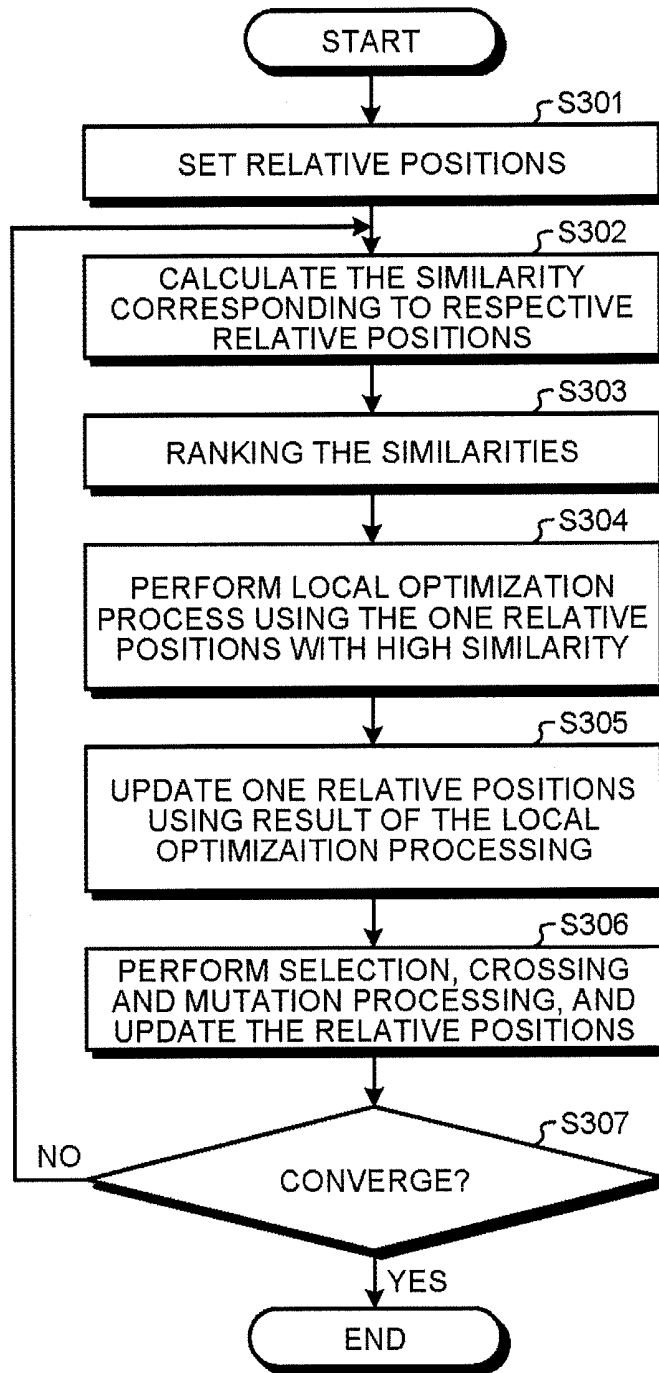 START
S301
SET RELATIVE POSITIONS
S302
CALCULATE THE SIMILARITY
CORRESPONDING TO RESPECTIVE
RELATIVE POSITIONS
S303
RANKING THE SIMILARITIES
S304
PERFORM LOCAL OPTIMIZATION
PROCESS USING THE ONE RELATIVE
POSITIONS WITH HIGH SIMILARITY
S305
UPDATE ONE RELATIVE POSITIONS
USING RESULT OF THE LOCAL
OPTIMIZAITION PROCESSING
S306
PERFORM SELECTION, CROSSING
AND MUTATION PROCESSING, AND
UPDATE THE RELATIVE POSITIONS
S307
NO
CONVERGE?
YES
END